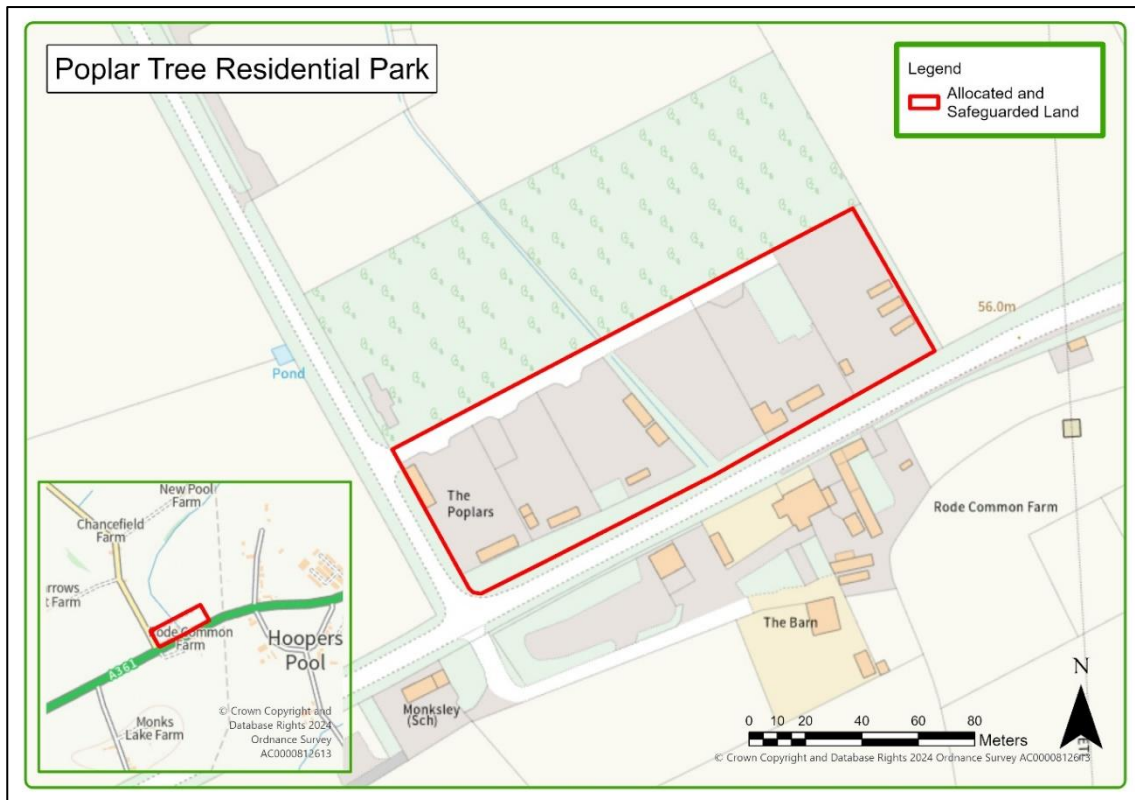 Poplar Tree Residential Park
Legend
Allocated and
Safeguarded Land
56.0m
Pond
The
Poplars
Rode Common Farm
The Barn
Monksley
(Sch)
New Pool
Farm
Chancefield
Farm
arrows
t Farm
ode Common
Farm
Hoopers
Pool
A361
Monks
Lake Farm
© Crown Copyright and
Database Rights 2024
Ordnance Survey
AC0000812613
N
0 10 20 40 60 80
Meters
© Crown Copyright and Database Rights 2024 Ordnance Survey AC0000812613